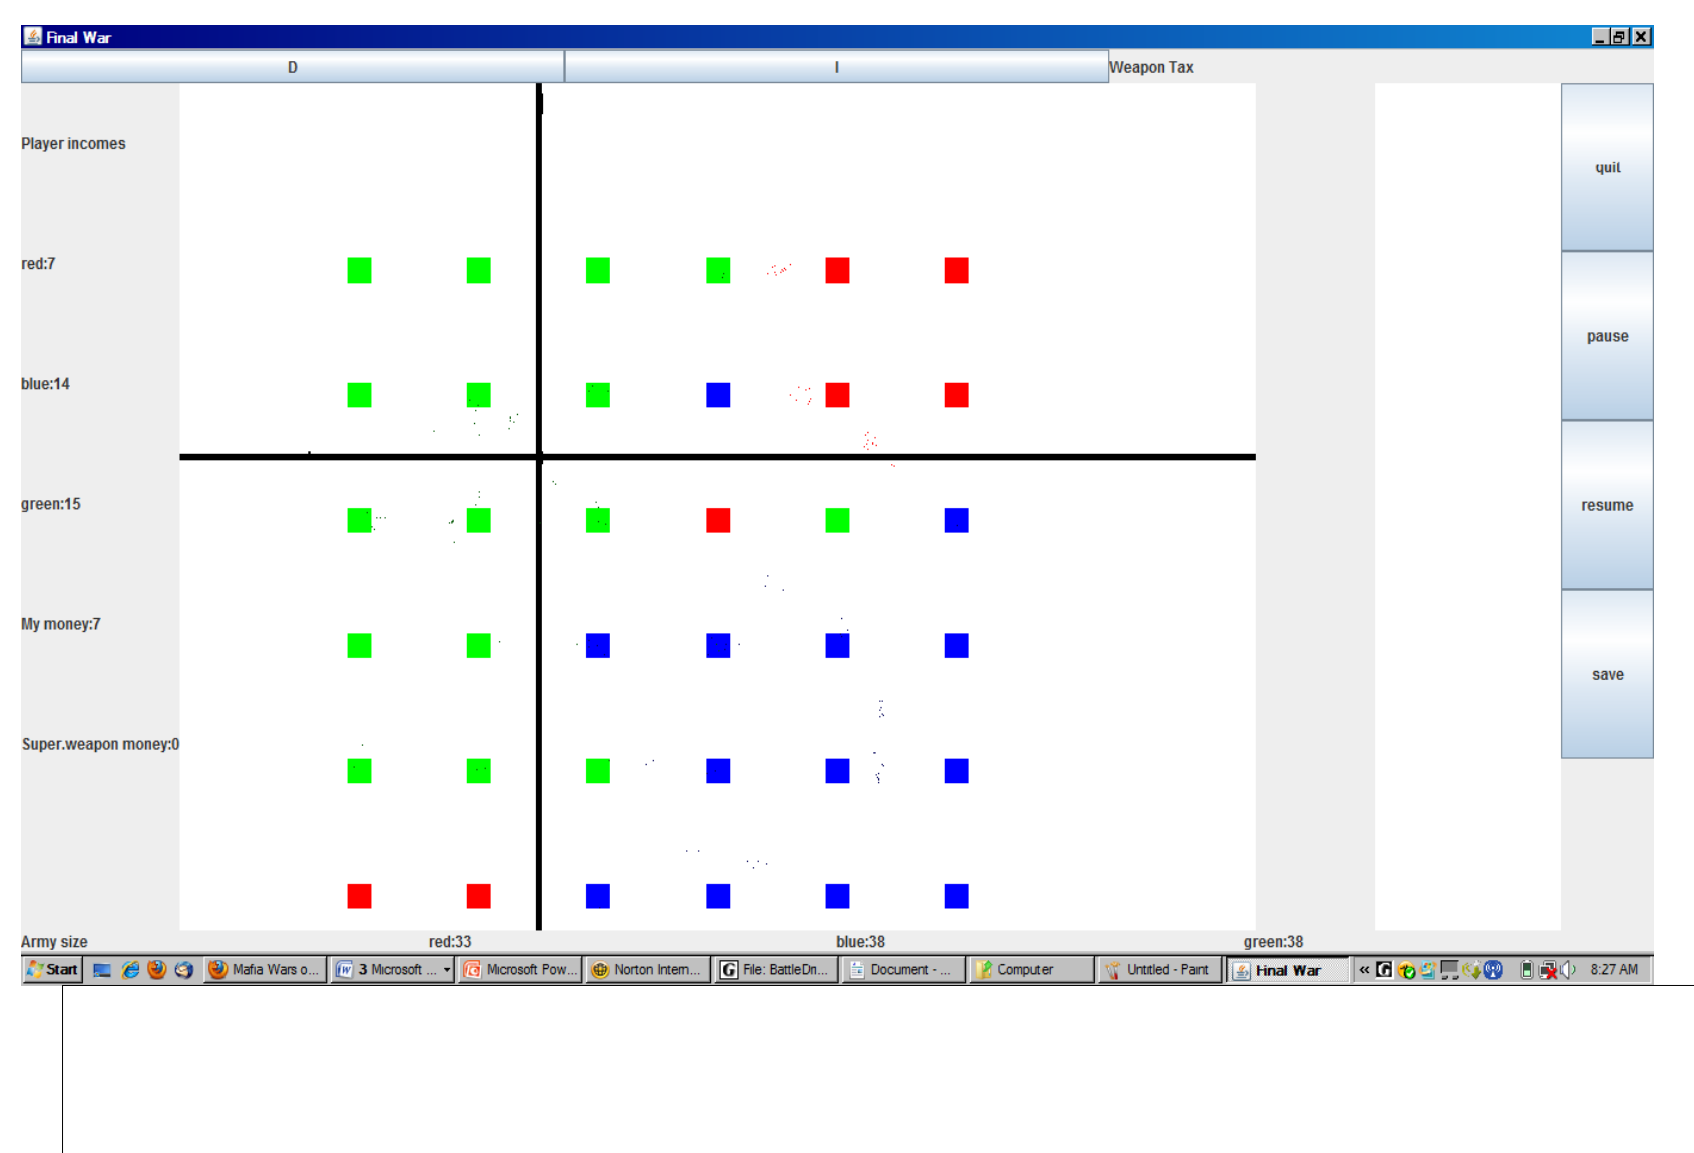 Final War
D I Weapon Tax
Player incomes
quit
red:7
pause
blue:14
green:15
resume
My money:7
save
Super.weapon money:0
Army size red:33 blue:38 green:38
Start Mafia Wars o... 3 Microsoft ... Microsoft Pow... Norton Intern... File: BattleDn... Document - ... Computer Untitled - Paint Final War « 8:27 AM